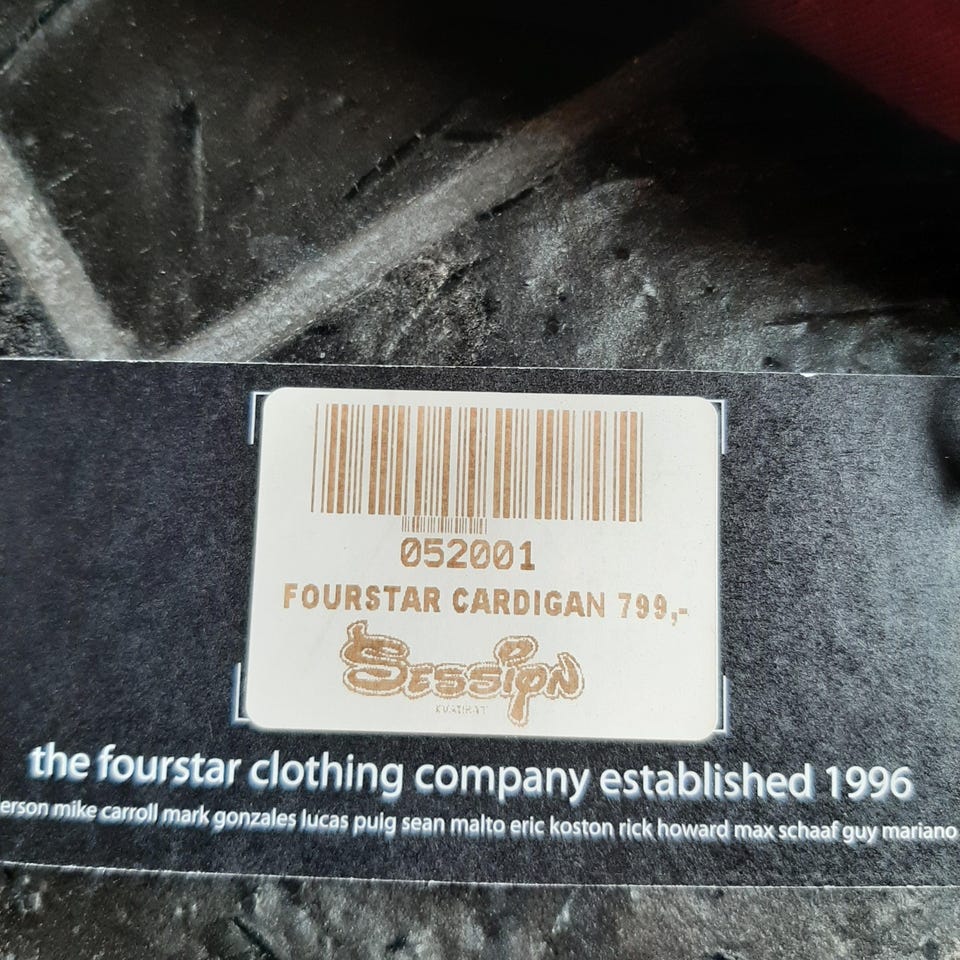 052001
FOURSTAR CARDIGAN 799,-
SESSION
the fourstar clothing company established 1996
erson mike carroll mark gonzales lucas puig sean malto eric koston rick howard max schaaf guy mariano